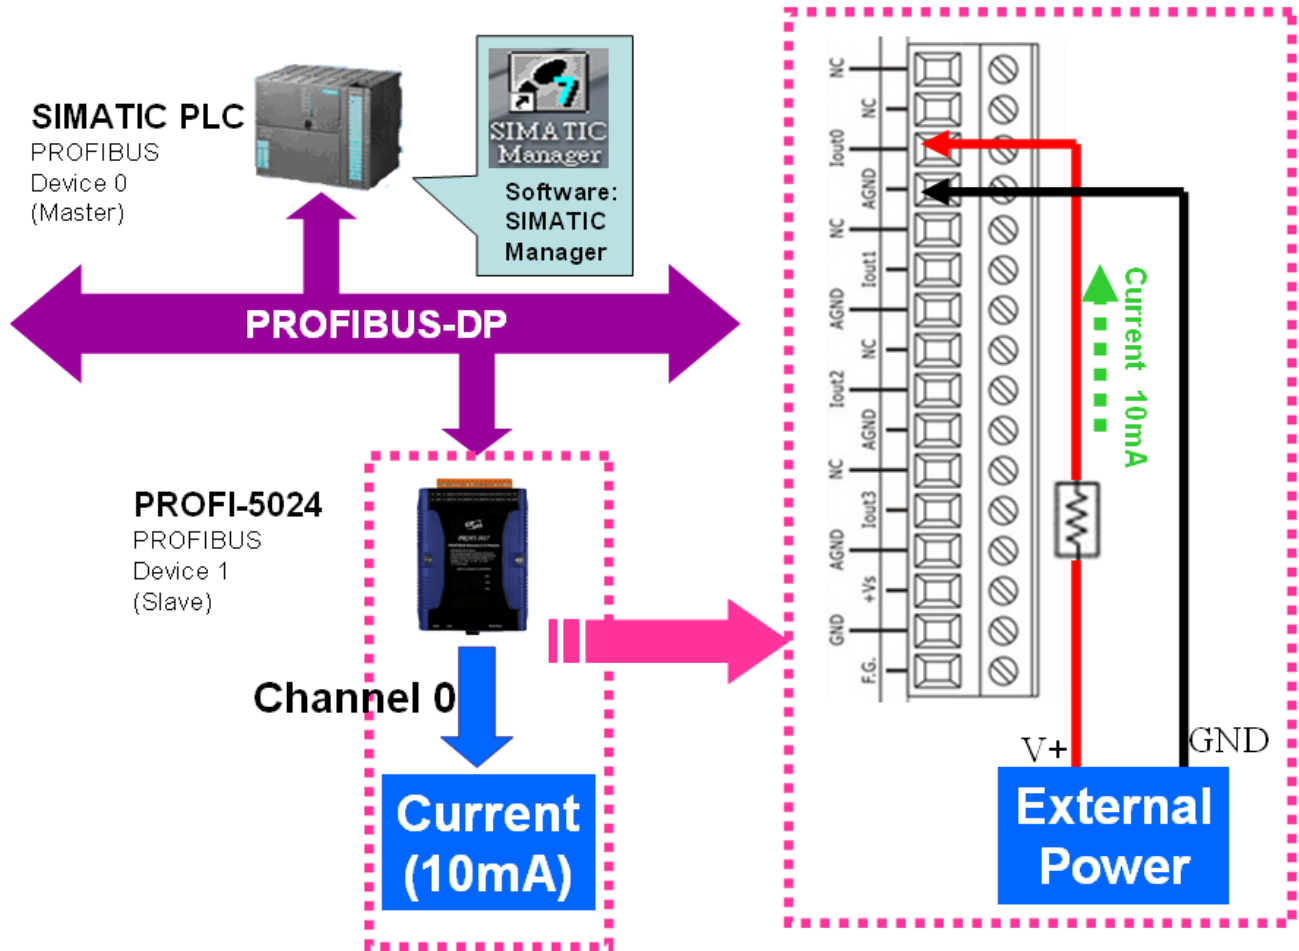 SIMATIC PLC
PROFIBUS
Device 0
(Master)
7
SIMATIC
Manager
Software:
SIMATIC
Manager
PROFIBUS-DP
PROFI-5024
PROFIBUS
Device 1
(Slave)
Channel 0
Current
(10mA)
NC
NC
Iout0
AGND
NC
Iout1
AGND
NC
Iout2
AGND
NC
Iout3
AGND
+Vs
GND
F.G.
Current 10mA
V+
GND
External
Power